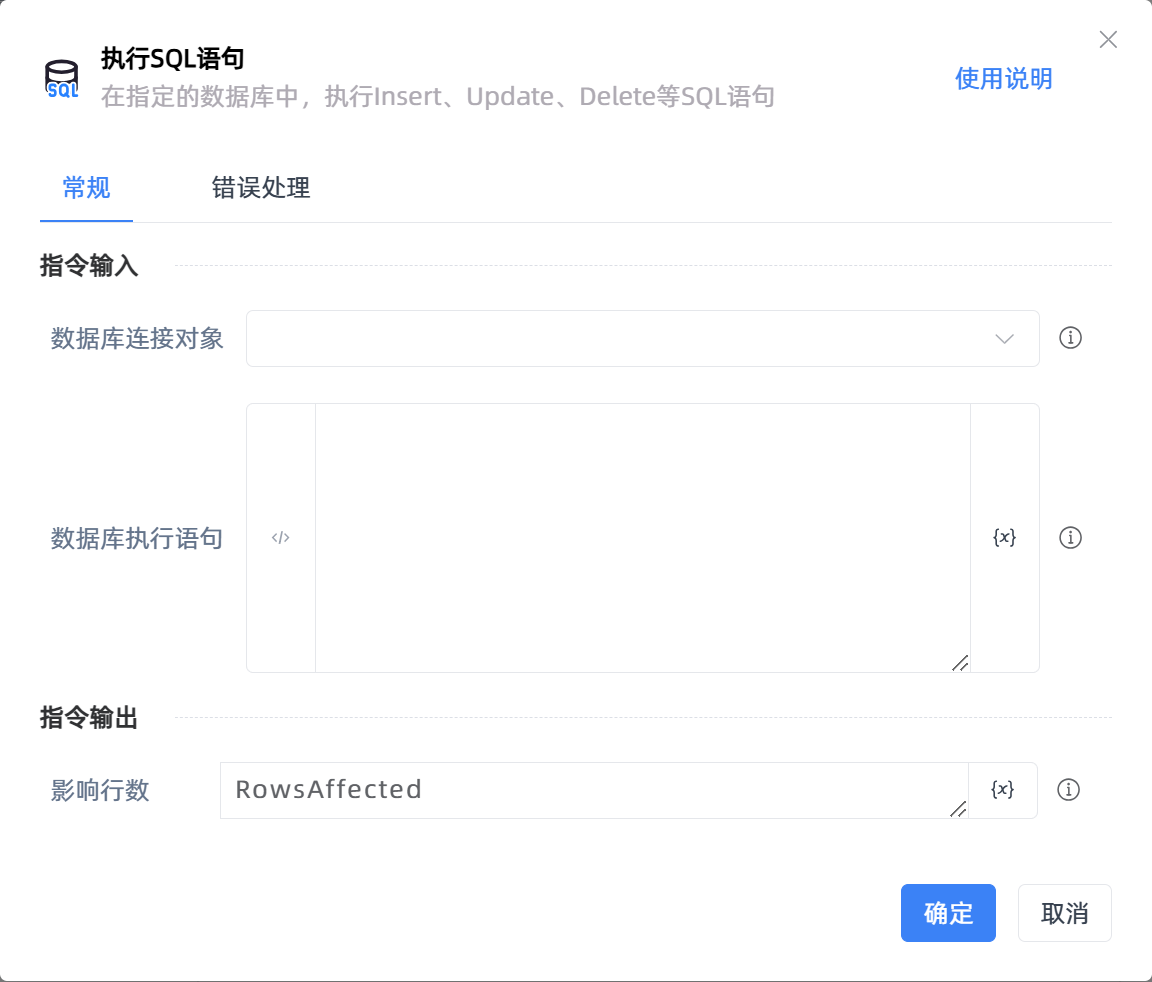 执行SQL语句
SQL
在指定的数据库中，执行Insert、Update、Delete等SQL语句
使用说明
常规
错误处理
指令输入
数据库连接对象
数据库执行语句
</>
{x}
指令输出
影响行数
RowsAffected
{x}
确定
取消